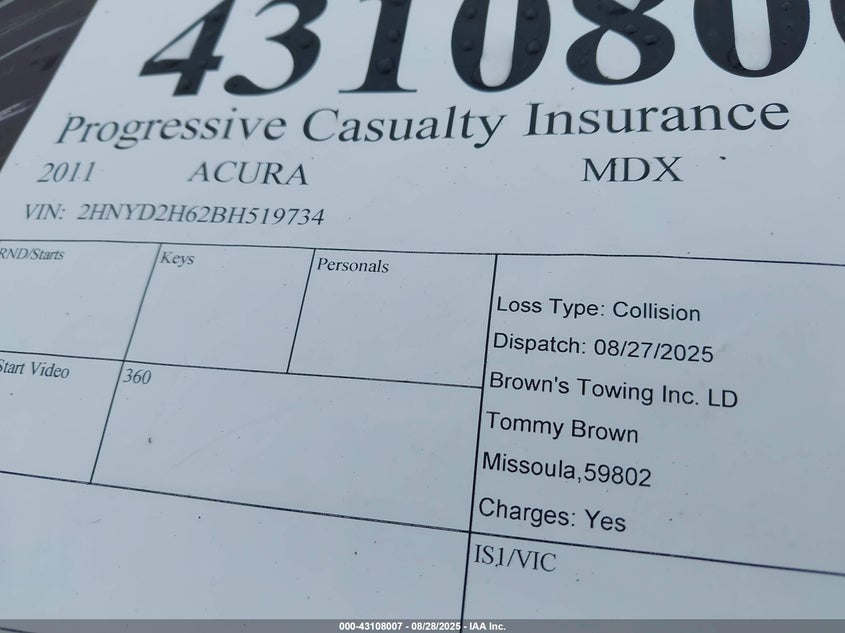 431080
Progressive Casualty Insurance
2011 ACURA MDX
VIN: 2HNYD2H62BH519734
RND/Starts Keys Personals
Loss Type: Collision
Dispatch: 08/27/2025
Start Video 360
Brown's Towing Inc. LD
Tommy Brown
Missoula,59802
Charges: Yes
IS1/VIC
000-43108007 - 08/28/2025 - IAA Inc.